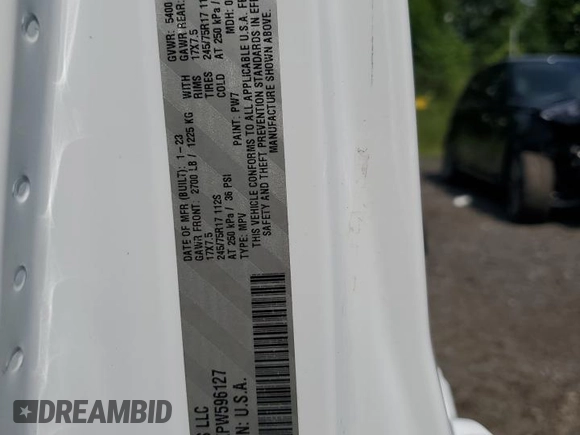 S LLC
PW596127
N: U.S.A.
DATE OF MFR (BUILT): 1-23
GAWR FRONT: 2700 LB / 1225 KG
17X7.5
245/75R17 112S
AT 250 kPa / 36 PSI
TYPE: MPV
WITH
RIMS
TIRES
COLD
PAINT: PW7
GVWR: 5400
GAWR REAR:
17X7.5
245/75R17 112
AT 250 kPa /
MDH: 0
THIS VEHICLE CONFORMS TO ALL APPLICABLE U.S.A. FE
SAFETY AND THEFT PREVENTION STANDARDS IN EFF
MANUFACTURE SHOWN ABOVE.
DREAMBID